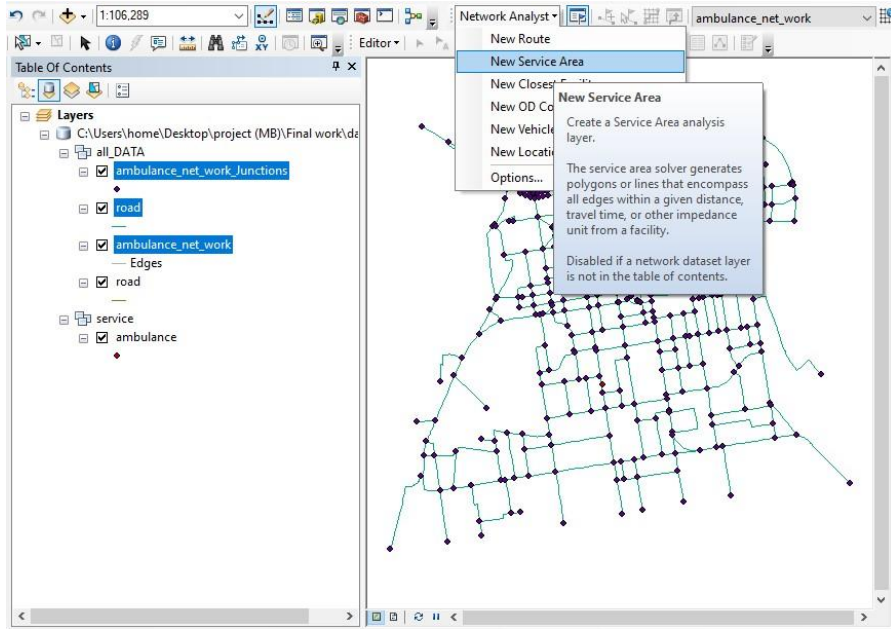 1:106,289
Network Analyst
ambulance_net_work
Editor
Table Of Contents
Layers
C:\Users\home\Desktop\project (MB)\Final work\da
all_DATA
ambulance_net_work_Junctions
road
ambulance_net_work
Edges
road
service
ambulance
New Route
New Service Area
New Closest Facility
New OD Co
New Vehicle
New Locati
Options...
New Service Area
Create a Service Area analysis
layer.
The service area solver generates
polygons or lines that encompass
all edges within a given distance,
travel time, or other impedance
unit from a facility.
Disabled if a network dataset layer
is not in the table of contents.